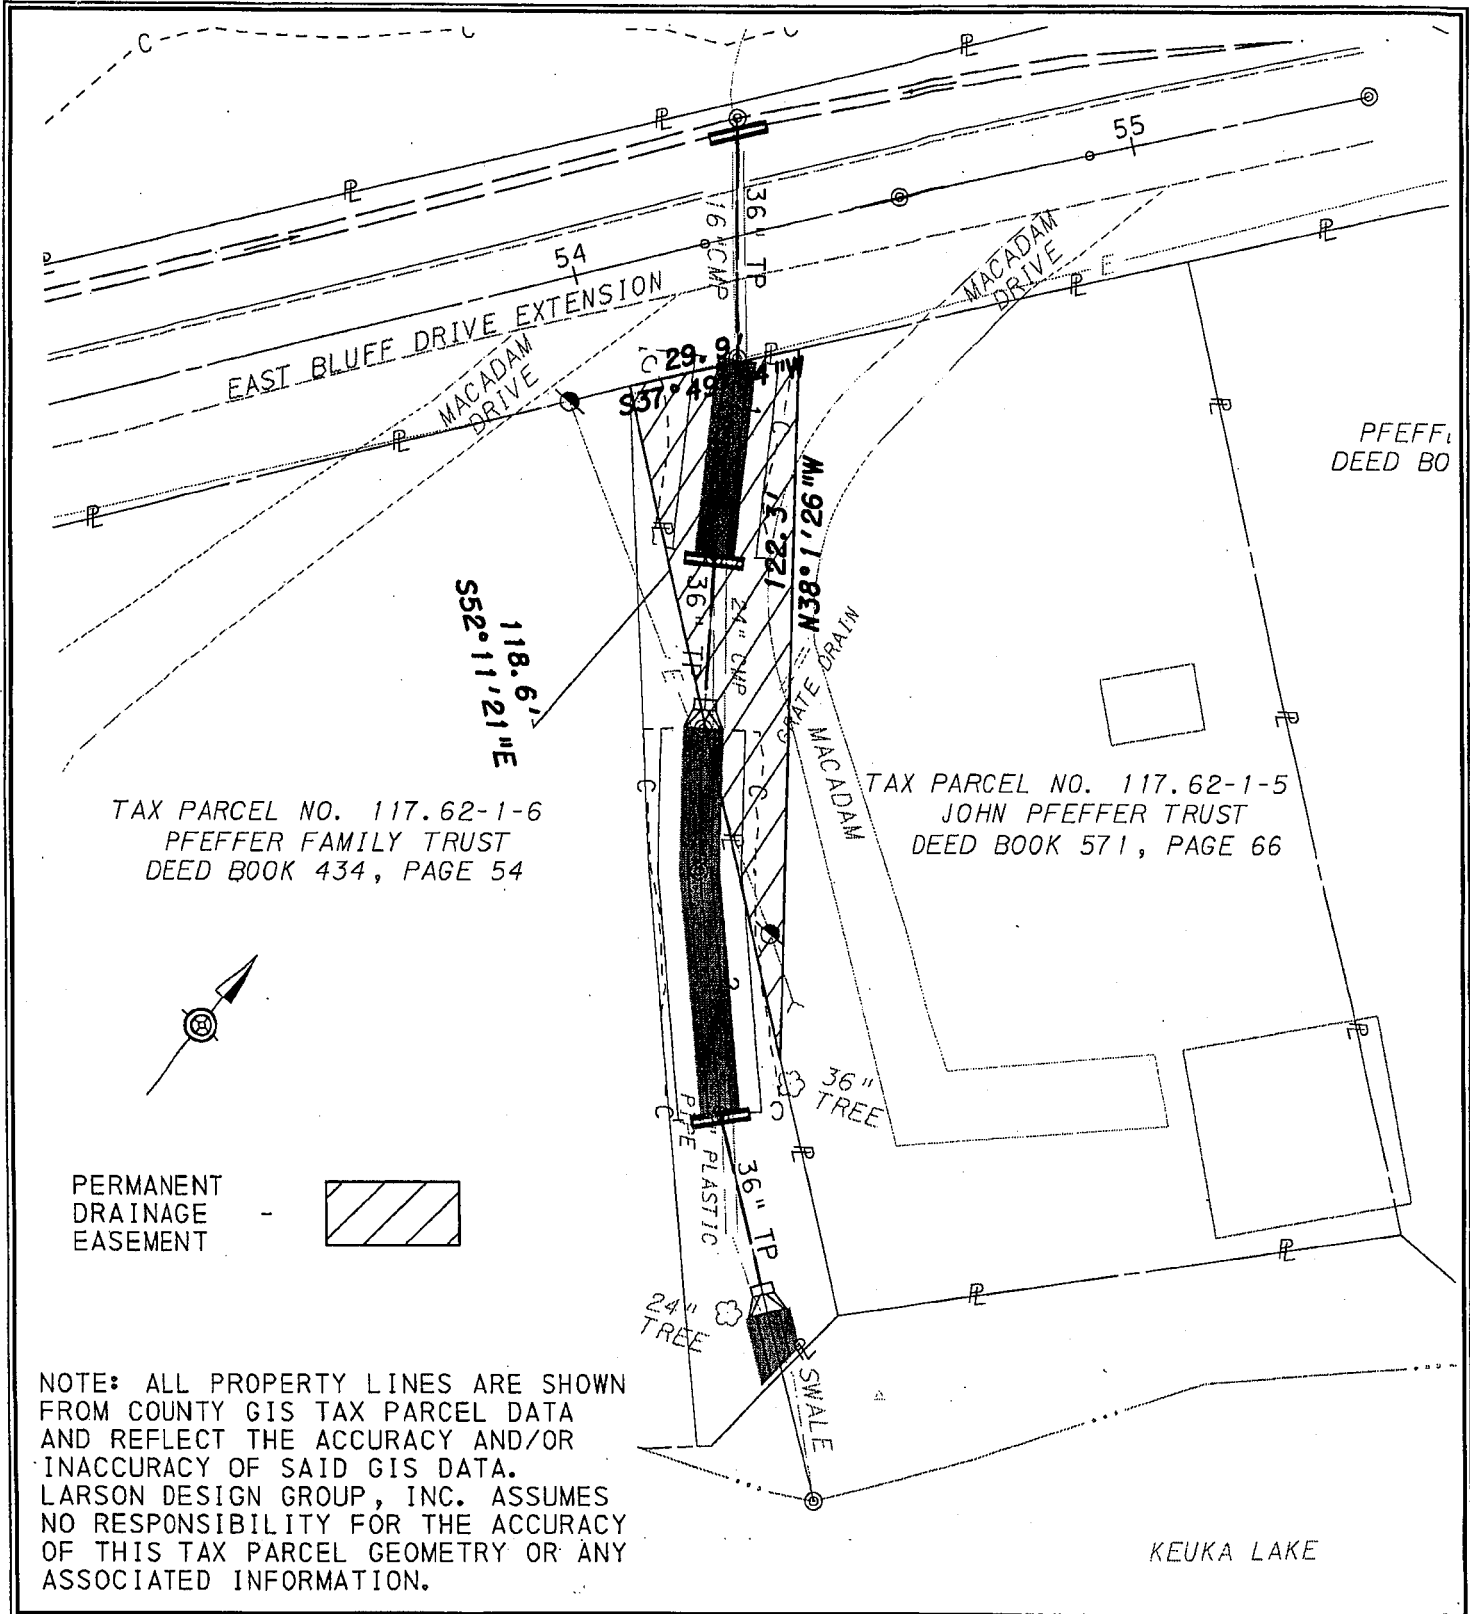 C
55
36" TP
16"CMP
54
MACADAM
DRIVE
EAST BLUFF DRIVE EXTENSION
MACADAM
DRIVE
E
29.9'
PFEFF
DEED BO
122.3'
N38°1'26"W
118.6'
S52°11'21"E
36" TP
24" CMP
GRATE DRAIN
MACADAM
E
TAX PARCEL NO. 117.62-1-6
PFEFFER FAMILY TRUST
DEED BOOK 434, PAGE 54
TAX PARCEL NO. 117.62-1-5
JOHN PFEFFER TRUST
DEED BOOK 571, PAGE 66
2
36"
TREE
PLASTIC
PIPE
36" TP
PERMANENT
DRAINAGE -
EASEMENT
24"
TREE
SWALE
NOTE: ALL PROPERTY LINES ARE SHOWN
FROM COUNTY GIS TAX PARCEL DATA
AND REFLECT THE ACCURACY AND/OR
INACCURACY OF SAID GIS DATA.
LARSON DESIGN GROUP, INC. ASSUMES
NO RESPONSIBILITY FOR THE ACCURACY
OF THIS TAX PARCEL GEOMETRY OR ANY
ASSOCIATED INFORMATION.
KEUKA LAKE